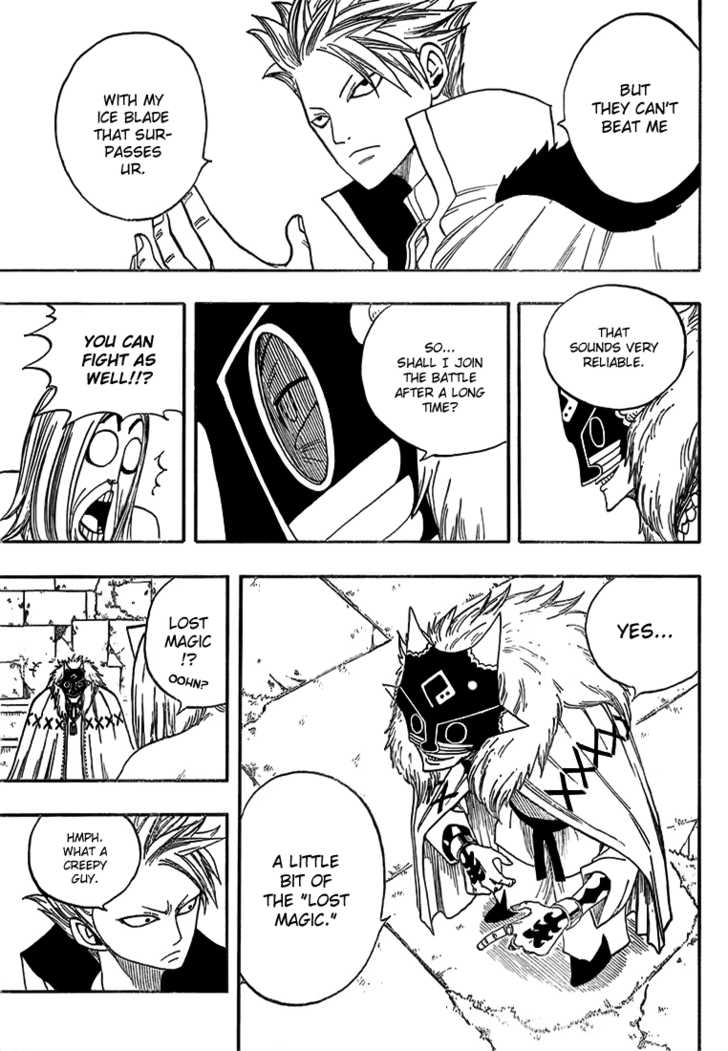 BUT
THEY CAN'T
BEAT ME
WITH MY
ICE BLADE
THAT SUR-
PASSES
UR.
THAT
SOUNDS VERY
RELIABLE.
SO...
SHALL I JOIN
THE BATTLE
AFTER A LONG
TIME?
YOU CAN
FIGHT AS
WELL!!?
YES...
A LITTLE
BIT OF
THE "LOST
MAGIC."
LOST
MAGIC
!?
OOHN?
HMPH.
WHAT A
CREEPY
GUY.